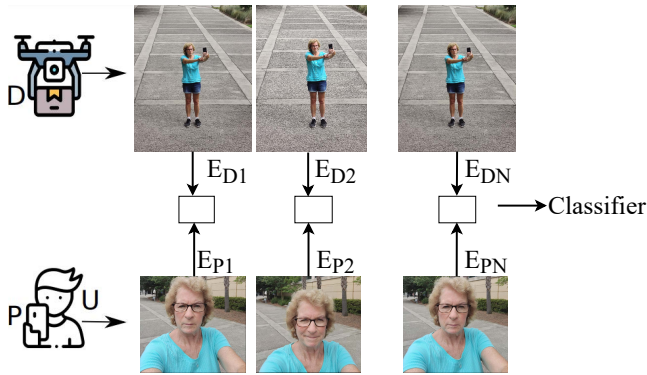 D
E_D1
E_D2
E_DN
Classifier
E_P1
E_P2
E_PN
P
U